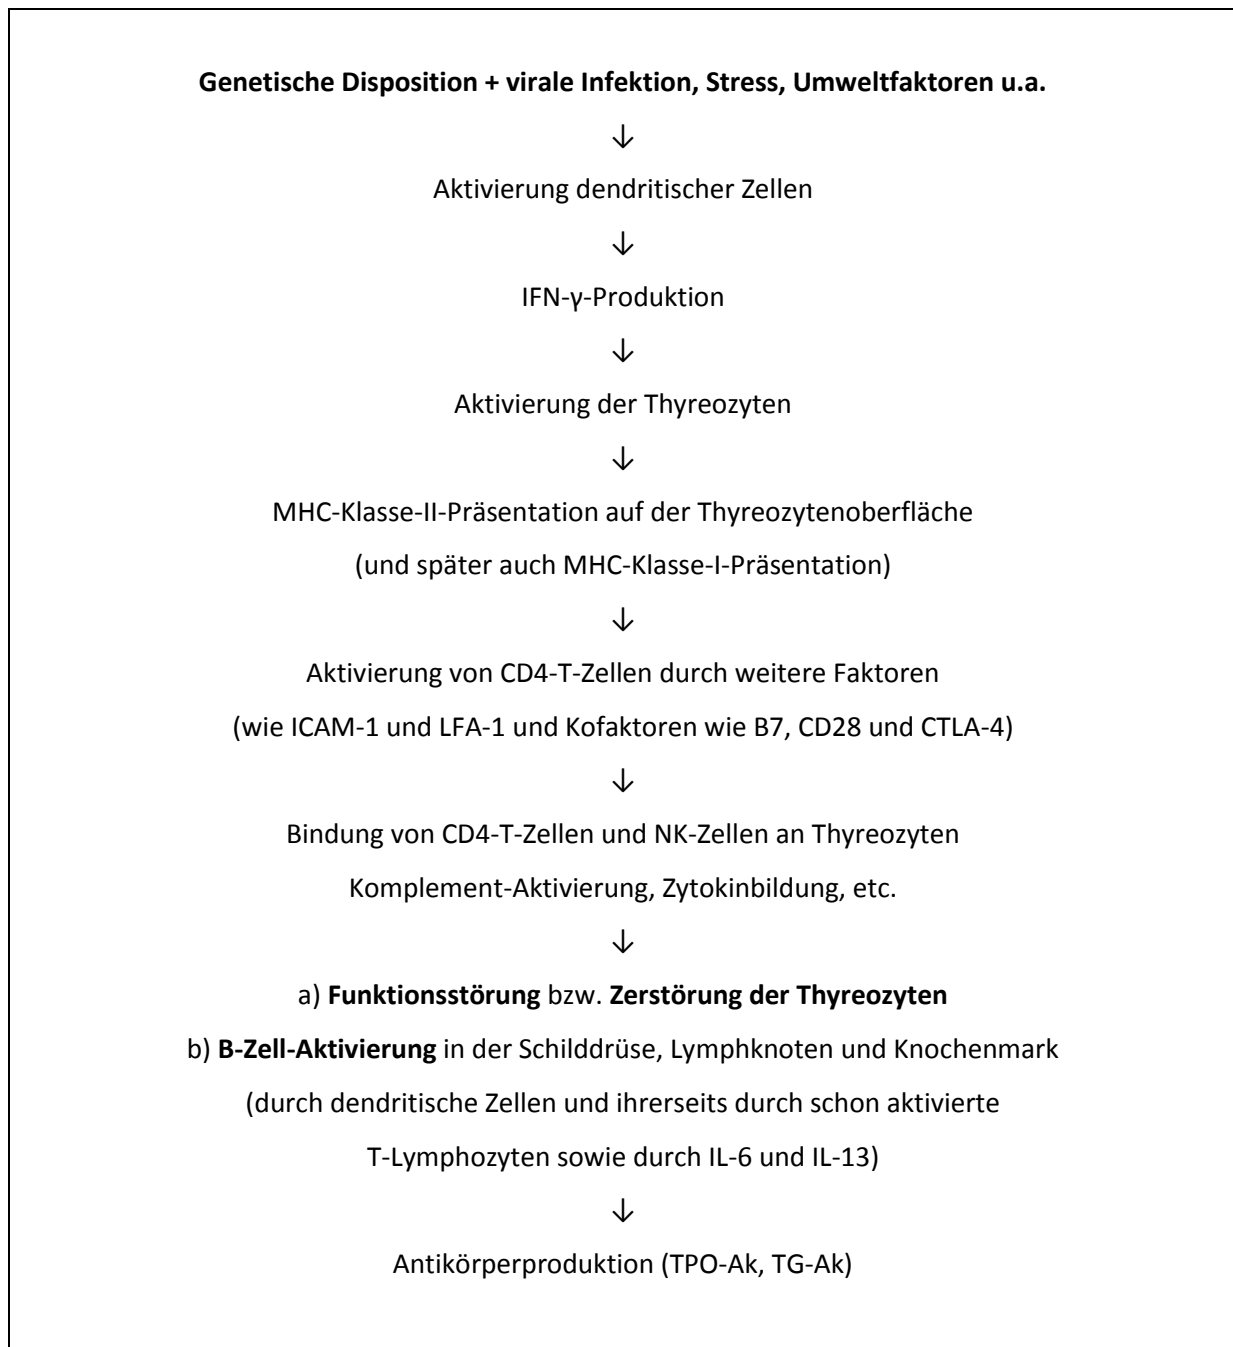 Genetische Disposition + virale Infektion, Stress, Umweltfaktoren u.a.
↓
Aktivierung dendritischer Zellen
↓
IFN-γ-Produktion
↓
Aktivierung der Thyreozyten
↓
MHC-Klasse-II-Präsentation auf der Thyreozytenoberfläche
(und später auch MHC-Klasse-I-Präsentation)
↓
Aktivierung von CD4-T-Zellen durch weitere Faktoren
(wie ICAM-1 und LFA-1 und Kofaktoren wie B7, CD28 und CTLA-4)
↓
Bindung von CD4-T-Zellen und NK-Zellen an Thyreozyten
Komplement-Aktivierung, Zytokinbildung, etc.
↓
a) Funktionsstörung bzw. Zerstörung der Thyreozyten
b) B-Zell-Aktivierung in der Schilddrüse, Lymphknoten und Knochenmark
(durch dendritische Zellen und ihrerseits durch schon aktivierte
T-Lymphozyten sowie durch IL-6 und IL-13)
↓
Antikörperproduktion (TPO-Ak, TG-Ak)